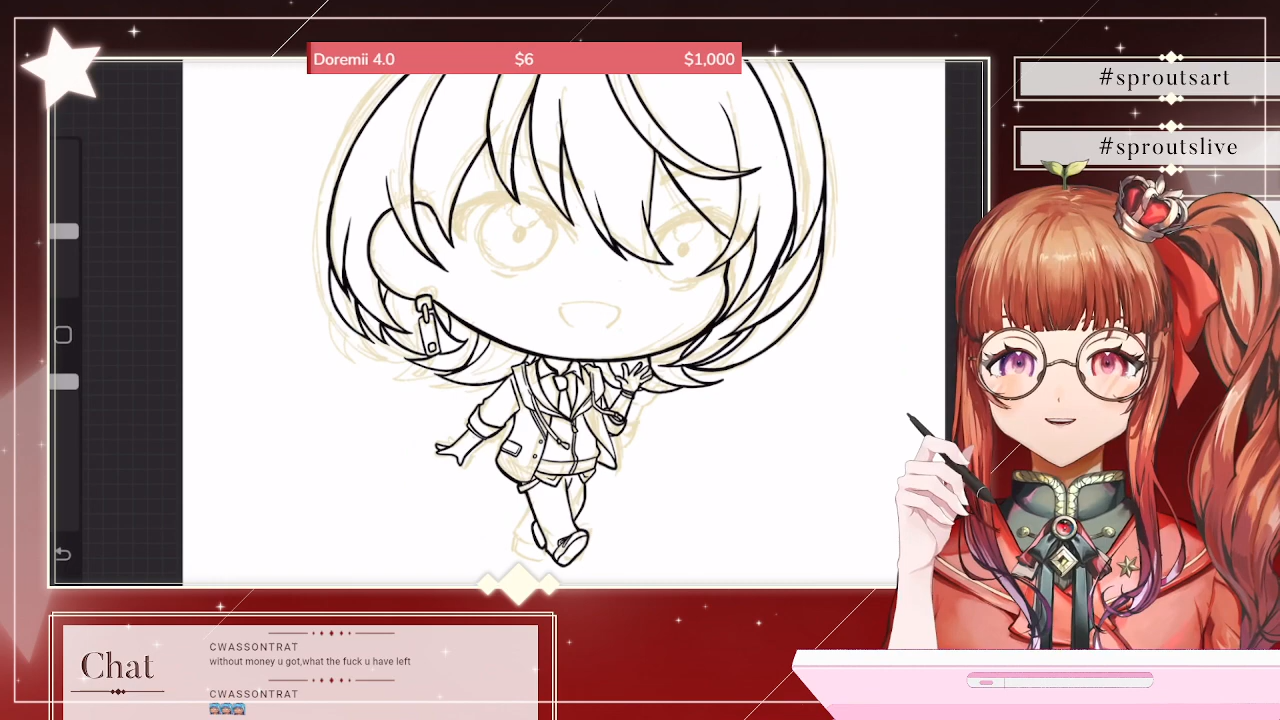 Doremii 4.0 $6 $1,000
#sproutsart
#sproutslive
Chat
CWASSONTRAT
without money u got,what the fuck u have left
CWASSONTRAT